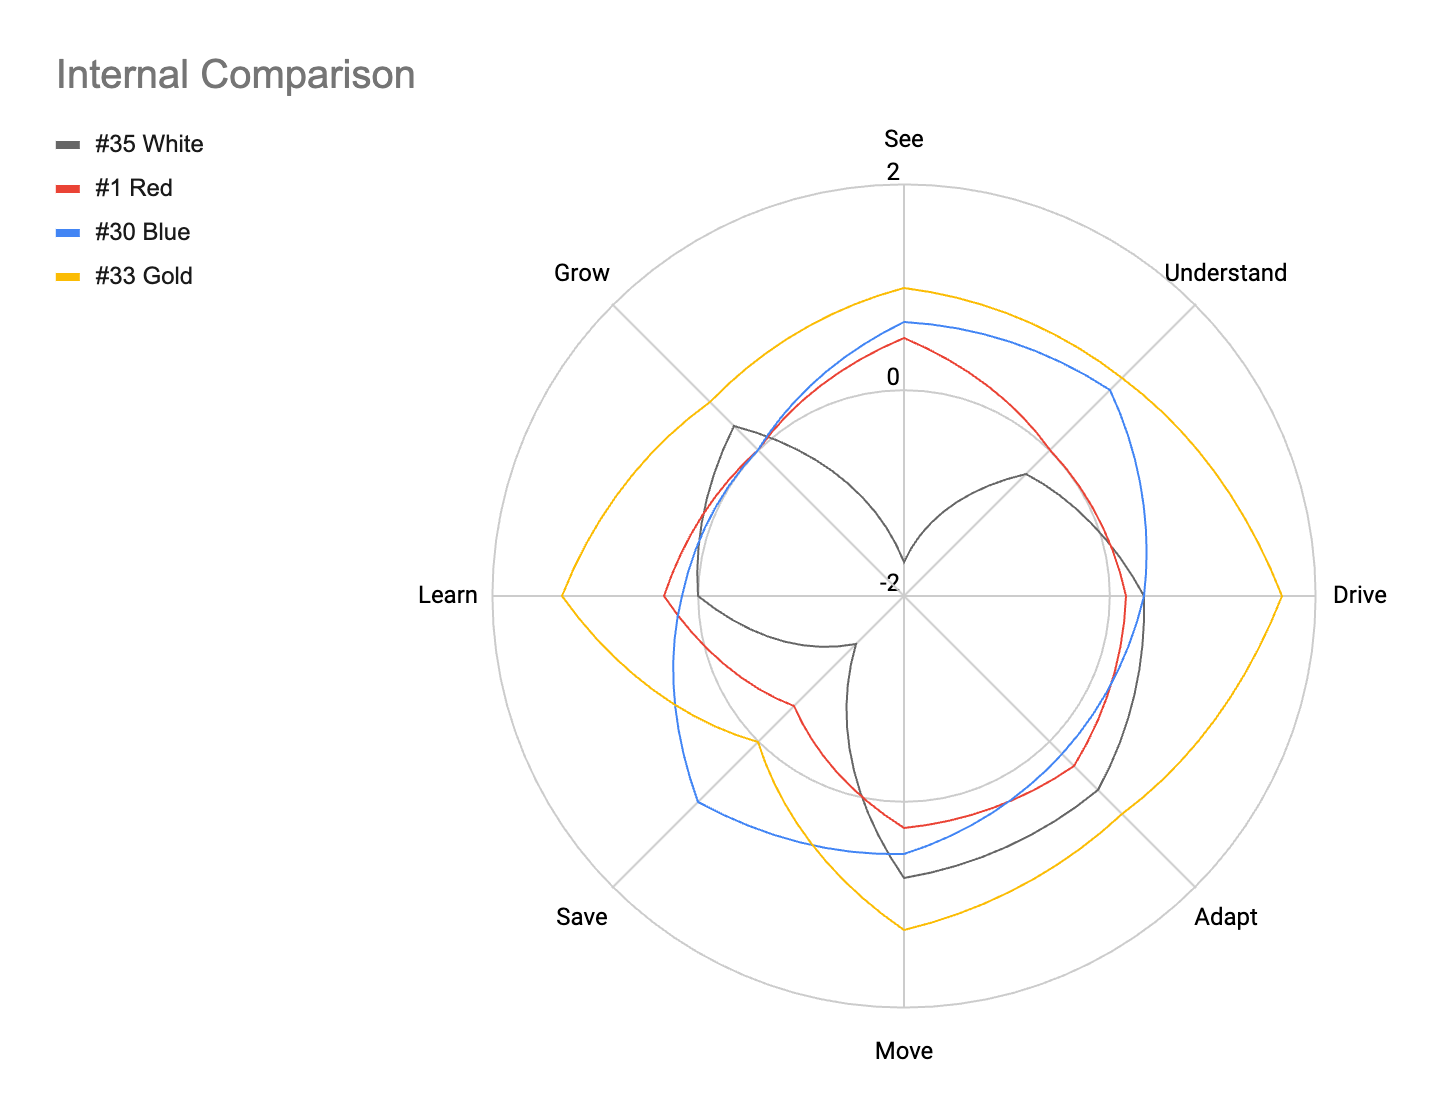 Internal Comparison
#35 White
#1 Red
#30 Blue
#33 Gold
See
2
Grow
Understand
0
-2
Learn
Drive
Save
Adapt
Move